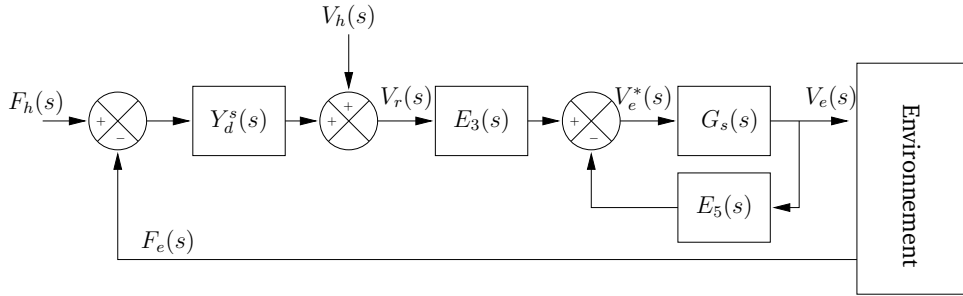 V_h(s)
F_h(s)
+
−
Y_d^s(s)
+
+
V_r(s)
E_3(s)
+
−
V_e^*(s)
G_s(s)
V_e(s)
E_5(s)
F_e(s)
Environnement